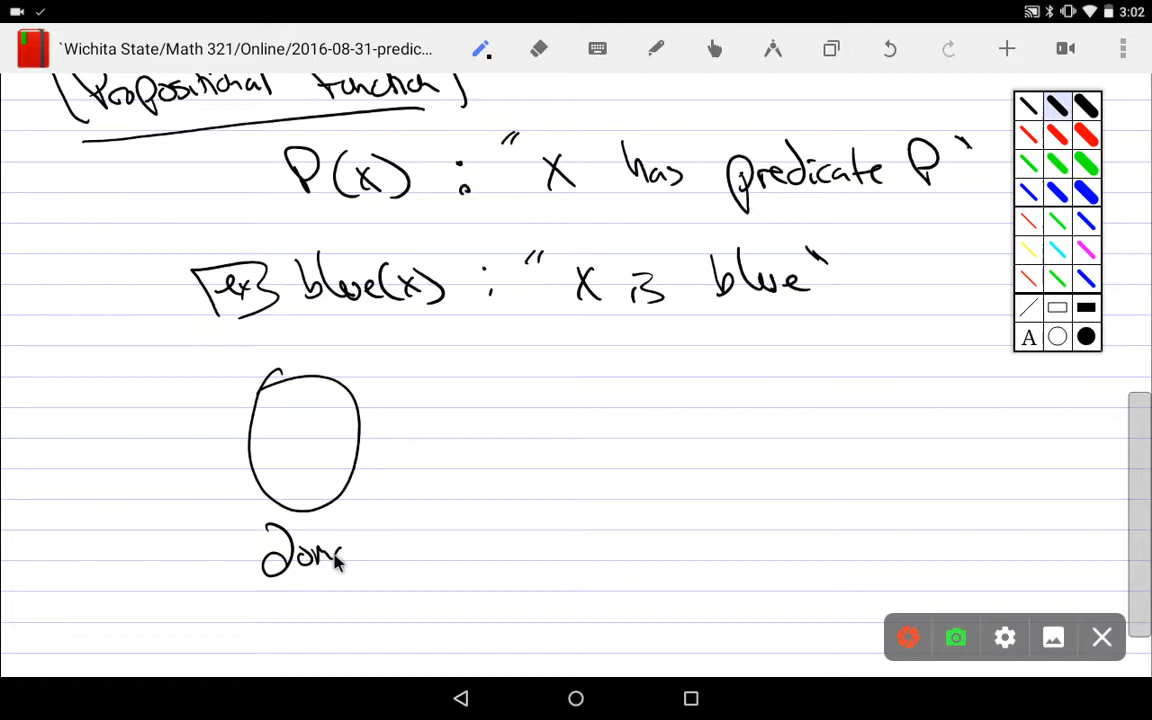 3:02
`Wichita State/Math 321/Online/2016-08-31-predic...
(Propositional Function)
P(x) : " x has predicate P "
ex blue(x) : " x is blue "
Doma
A